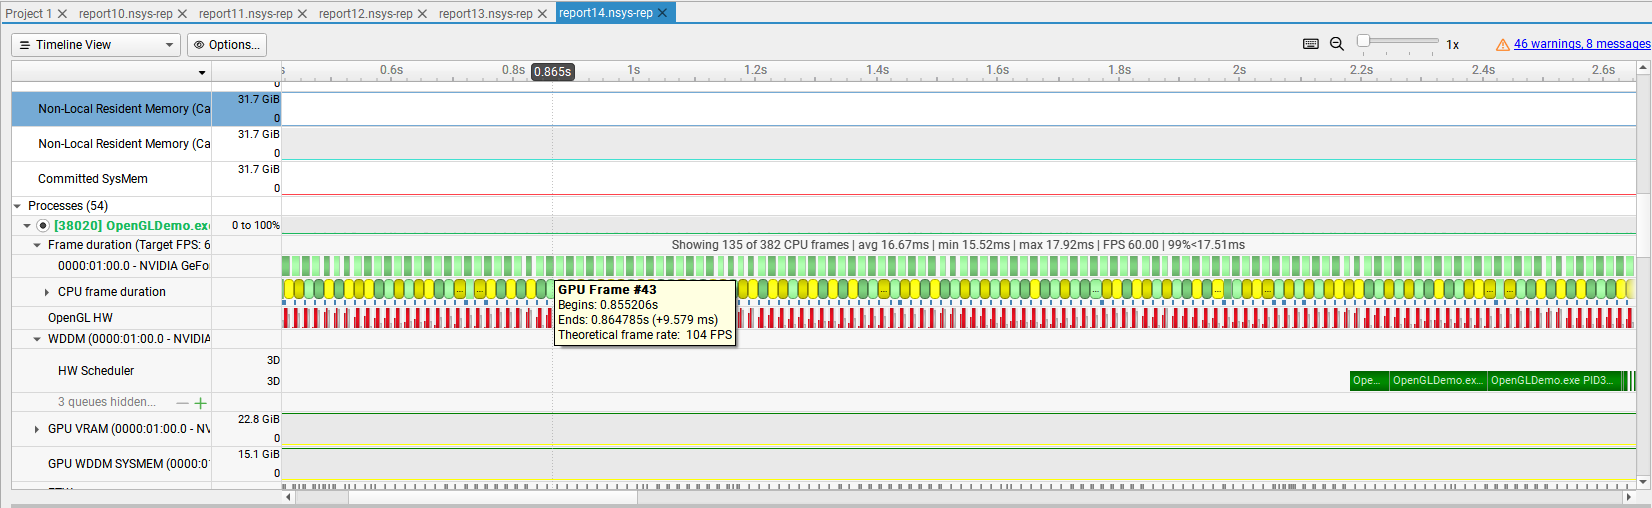 Project 1 report10.nsys-rep report11.nsys-rep report12.nsys-rep report13.nsys-rep report14.nsys-rep
Timeline View Options... 1x 46 warnings, 8 messages
s 0.6s 0.8s 0.865s 1s 1.2s 1.4s 1.6s 1.8s 2s 2.2s 2.4s 2.6s
0
Non-Local Resident Memory (Ca 31.7 GiB
0
Non-Local Resident Memory (Ca 31.7 GiB
0
Committed SysMem 31.7 GiB
0
Processes (54)
[38020] OpenGLDemo.ex 0 to 100%
Frame duration (Target FPS: 6 Showing 135 of 382 CPU frames | avg 16.67ms | min 15.52ms | max 17.92ms | FPS 60.00 | 99%<17.51ms
0000:01:00.0 - NVIDIA GeFo
CPU frame duration
GPU Frame #43
Begins: 0.855206s
Ends: 0.864785s (+9.579 ms)
Theoretical frame rate: 104 FPS
OpenGL HW
WDDM (0000:01:00.0 - NVIDIA
HW Scheduler 3D
3D Ope... OpenGLDemo.ex... OpenGLDemo.exe PID3...
3 queues hidden... — +
GPU VRAM (0000:01:00.0 - NV 22.8 GiB
0
GPU WDDM SYSMEM (0000:0 15.1 GiB
0